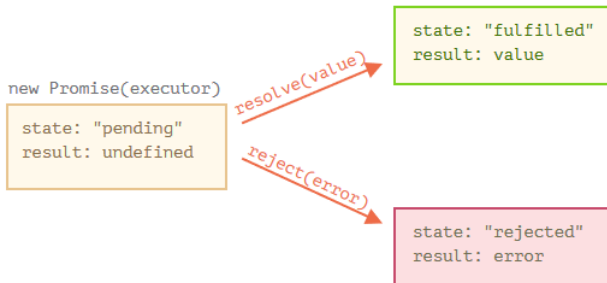 new Promise(executor)
state: "pending"
result: undefined
resolve(value)
reject(error)
state: "fulfilled"
result: value
state: "rejected"
result: error